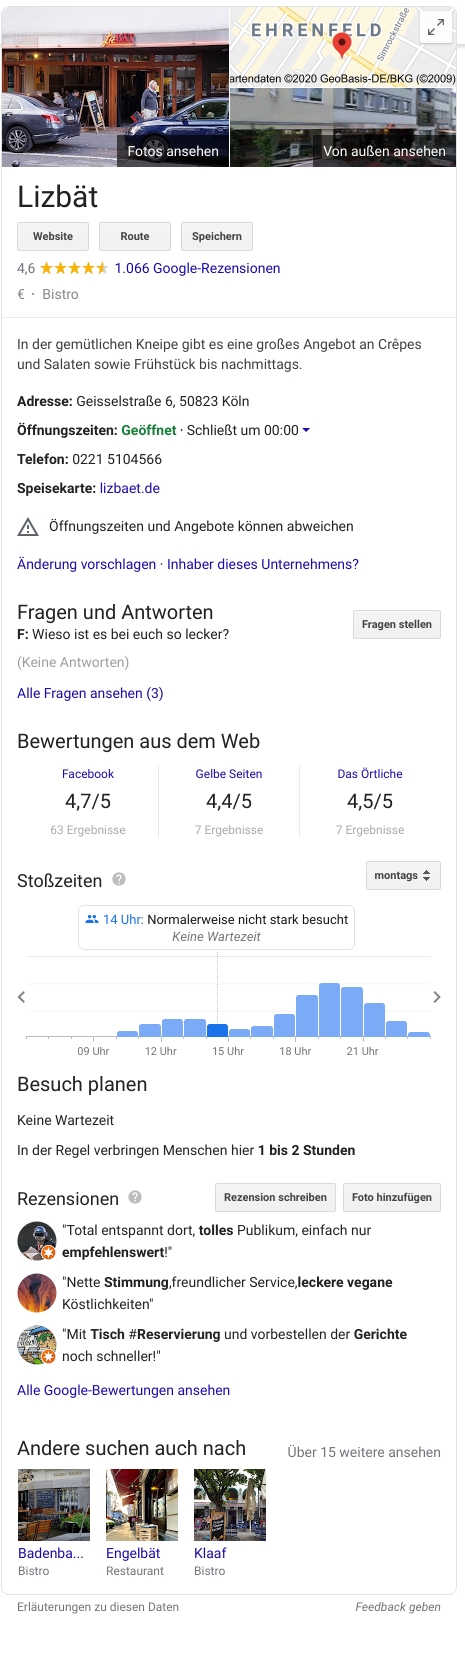 EHRENFELD
Simrockstraße
artendaten ©2020 GeoBasis-DE/BKG (©2009)
Fotos ansehen
Von außen ansehen
Lizbät
Website
Route
Speichern
4,6 1.066 Google-Rezensionen
€ · Bistro
In der gemütlichen Kneipe gibt es eine großes Angebot an Crêpes
und Salaten sowie Frühstück bis nachmittags.
Adresse: Geisselstraße 6, 50823 Köln
Öffnungszeiten: Geöffnet · Schließt um 00:00
Telefon: 0221 5104566
Speisekarte: lizbaet.de
Öffnungszeiten und Angebote können abweichen
Änderung vorschlagen · Inhaber dieses Unternehmens?
Fragen und Antworten
Fragen stellen
F: Wieso ist es bei euch so lecker?
(Keine Antworten)
Alle Fragen ansehen (3)
Bewertungen aus dem Web
Facebook Gelbe Seiten Das Örtliche
4,7/5 4,4/5 4,5/5
63 Ergebnisse 7 Ergebnisse 7 Ergebnisse
Stoßzeiten ?
montags
14 Uhr: Normalerweise nicht stark besucht
Keine Wartezeit
09 Uhr 12 Uhr 15 Uhr 18 Uhr 21 Uhr
Besuch planen
Keine Wartezeit
In der Regel verbringen Menschen hier 1 bis 2 Stunden
Rezensionen ?
Rezension schreiben
Foto hinzufügen
"Total entspannt dort, tolles Publikum, einfach nur
empfehlenswert!"
"Nette Stimmung,freundlicher Service,leckere vegane
Köstlichkeiten"
"Mit Tisch #Reservierung und vorbestellen der Gerichte
noch schneller!"
Alle Google-Bewertungen ansehen
Andere suchen auch nach
Über 15 weitere ansehen
Badenba... Engelbät Klaaf
Bistro Restaurant Bistro
Erläuterungen zu diesen Daten
Feedback geben